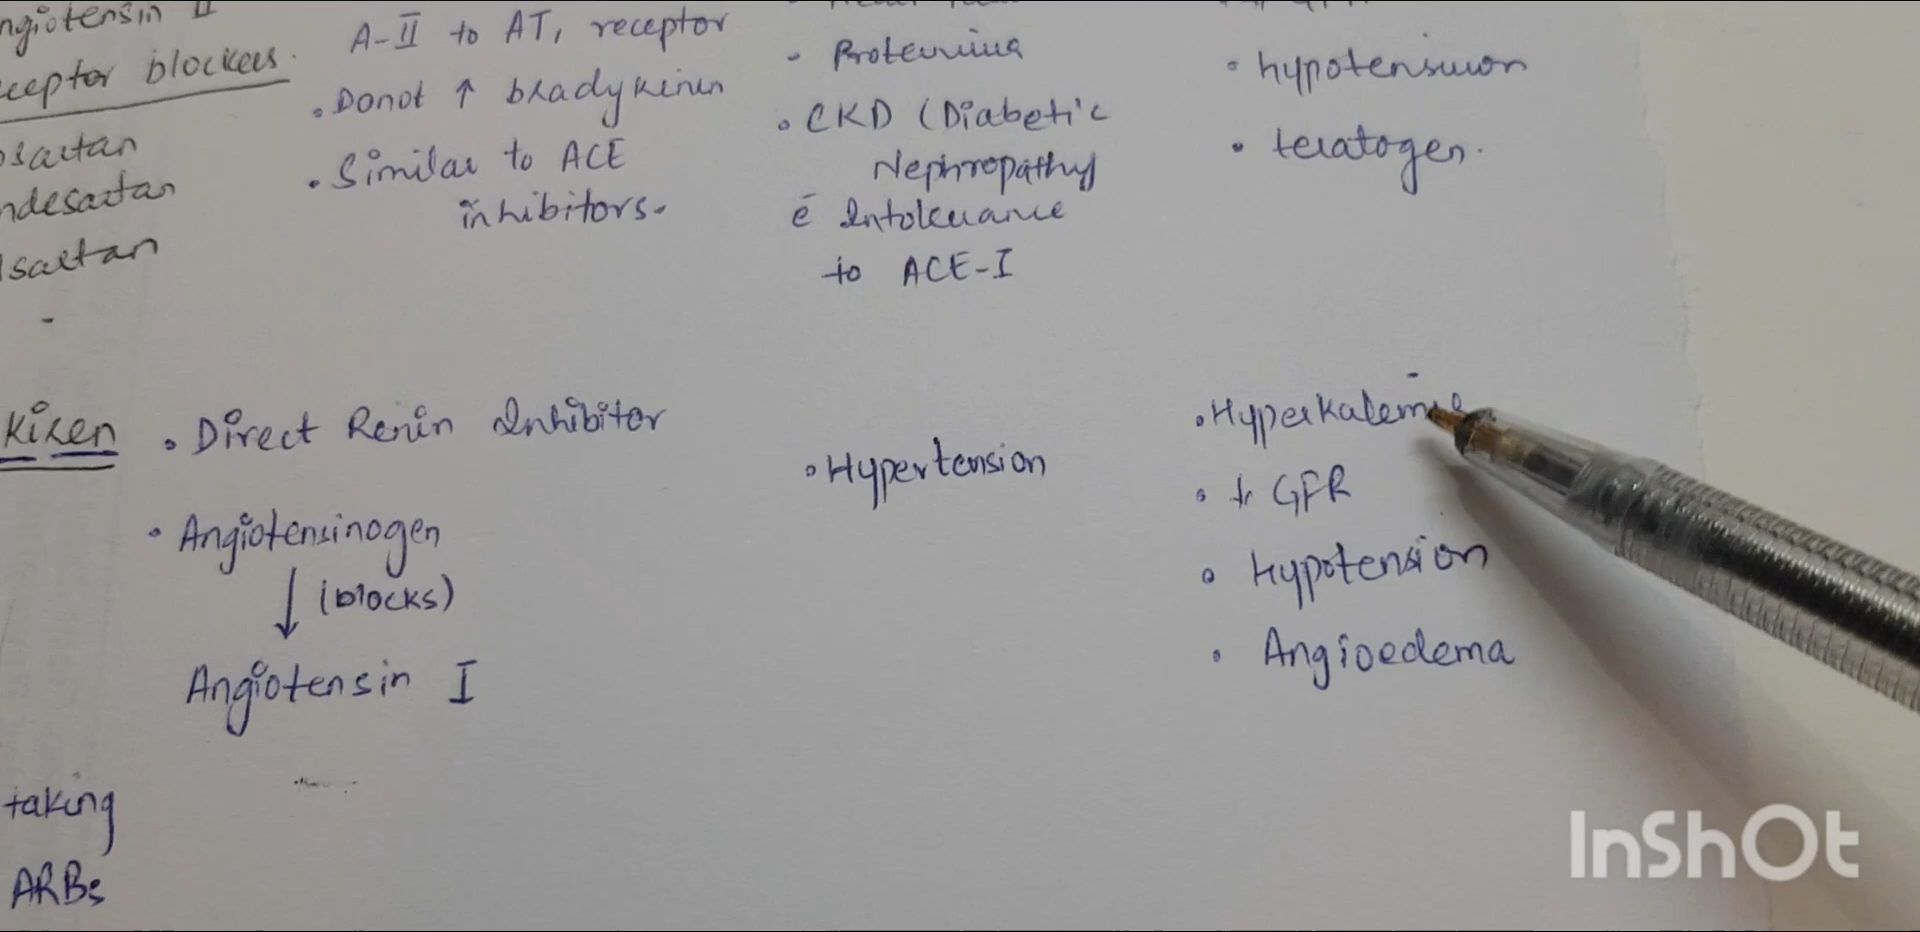 ngiotensin II
ceptor blockers.
osartan
ndesartan
lsartan
A-II to AT1 receptor
• Donot ↑ bradykinin
• Similar to ACE
inhibitors.
• Proteinuria
• CKD (Diabetic
Nephropathy
ē Intolerance
to ACE-I
• hypotension
• teratogen.
Kiren
• Direct Renin Inhibitor
• Angiotensinogen
↓ (blocks)
Angiotensin I
• Hypertension
• Hyperkalemia
• ↓ GFR
• Hypotension
• Angioedema
taking
ARBs
InShOt